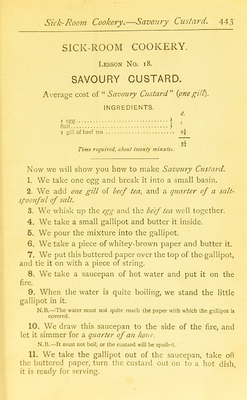 Sick-Room Cookery.—Savoury Custard. 443
SICK-ROOM COOKERY.
LESSON No. 18.
SAVOURY CUSTARD.
Average cost of "Savoury Custard" (one gill).
INGREDIENTS.
d.
1 egg
Salt
1 gill of beef tea
Time required, about twenty minutes.
Now we will show you how to make Savoury Custard.
1. We take one egg and break it into a small basin.
2. We add one gill of beef tea, and a quarter of a salt-
spoonful of salt.
3. We whisk up the egg and the beef tea well together.
4. We take a small gallipot and butter it inside.
5. We pour the mixture into the gallipot.
6. We take a piece of whitey-brown paper and butter it.
7. We put this buttered paper over the top of the gallipot,
and tie it on with a piece of string.
8. We take a saucepan of hot water and put it on the
fire.
9. When the water is quite boiling, we stand the little
gallipot in it.
N.B.—The water must not quite reach the paper with which the gallipot is
covered.
10. We draw this saucepan to the side of the fire, and
let it simmer for a quarter of an hour.
N.B.—It must not boil, or the custard will be spoilt.
11. We take the gallipot out of the saucepan, take off
the buttered paper, turn the custard out on to a hot dish,
it is ready for serving.